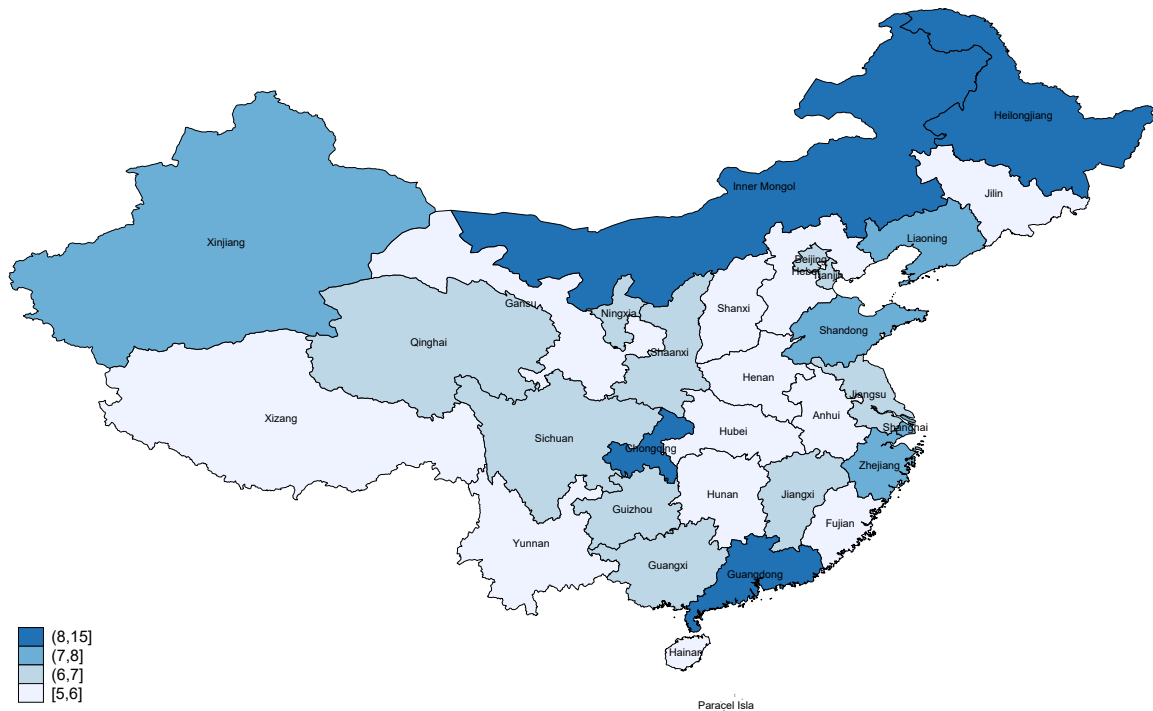 Heilongjiang
Inner Mongol
Jilin
Xinjiang
Liaoning
Beijing
Hebei
Tianjin
Gansu
Ningxia
Shanxi
Shandong
Qinghai
Shaanxi
Henan
Jiangsu
Xizang
Anhui
Shanghai
Hubei
Sichuan
Chongqing
Zhejiang
Hunan
Jiangxi
Guizhou
Fujian
Yunnan
Guangxi
Guangdong
(8,15]
(7,8]
(6,7]
[5,6]
Hainan
Paracel Isla